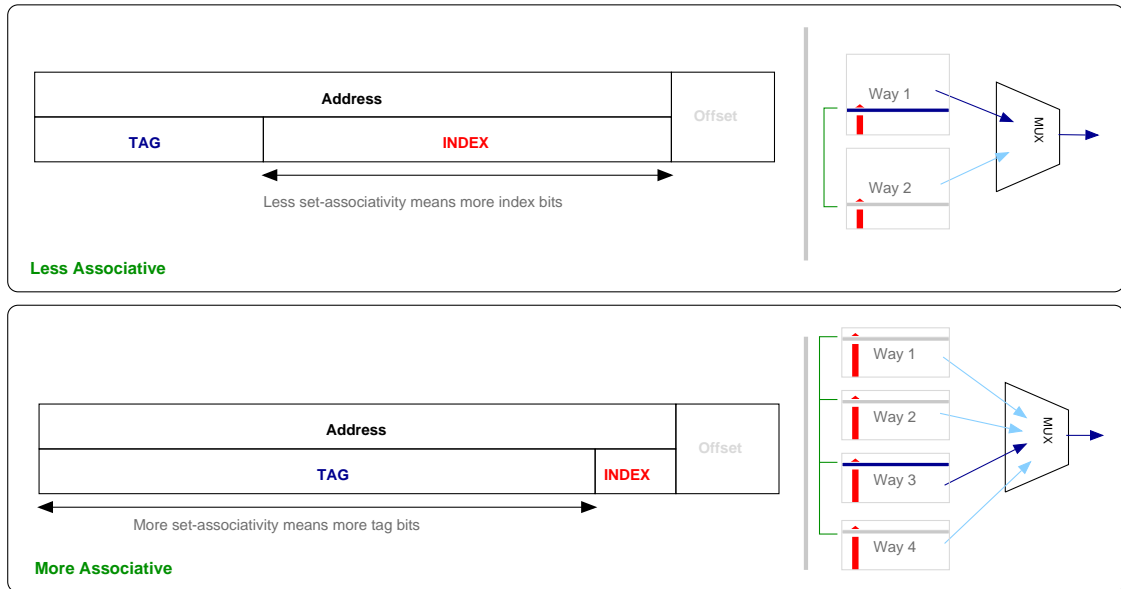 Address
Offset
TAG
INDEX
Less set-associativity means more index bits
Less Associative
Way 1
Way 2
MUX
Address
Offset
TAG
INDEX
More set-associativity means more tag bits
More Associative
Way 1
Way 2
Way 3
Way 4
MUX